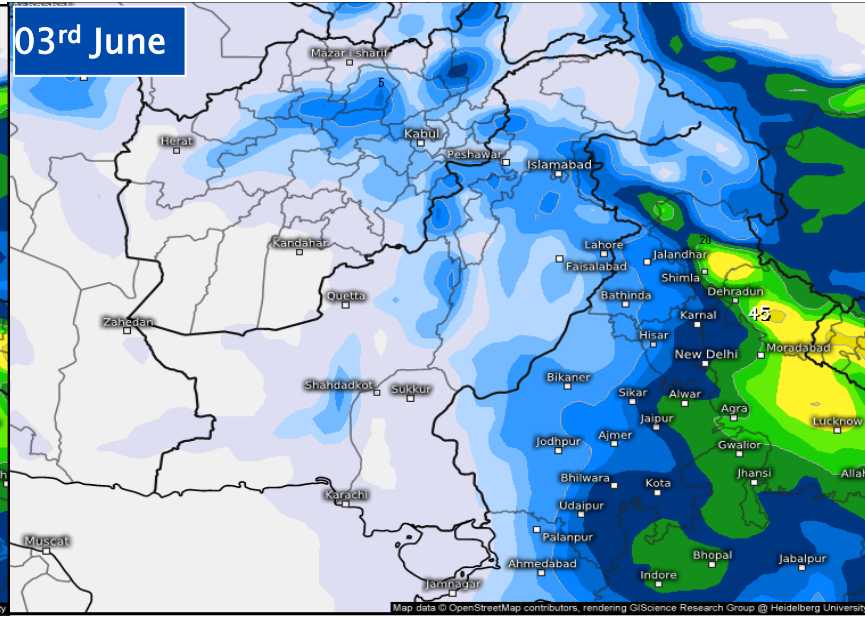 03rd June
Mazar i sharif
5
Kabul
Herat
Peshawar
Islamabad
Kandahar
20
Lahore
Jalandhar
Faisalabad
Shimla
Quetta
Bathinda
Dehradun
Zahedan
Karnal
45
Hisar
New Delhi
Moradabad
Shahdadkot
Sukkur
Bikaner
Sikar
Alwar
Agra
Jaipur
Lucknow
Jodhpur
Ajmer
Gwalior
Bhilwara
Kota
Jhansi
Allah
Karachi
Udaipur
Muscat
Palanpur
Ahmedabad
Bhopal
Jabalpur
Indore
Jamnagar
Map data © OpenStreetMap contributors, rendering GIScience Research Group @ Heidelberg University